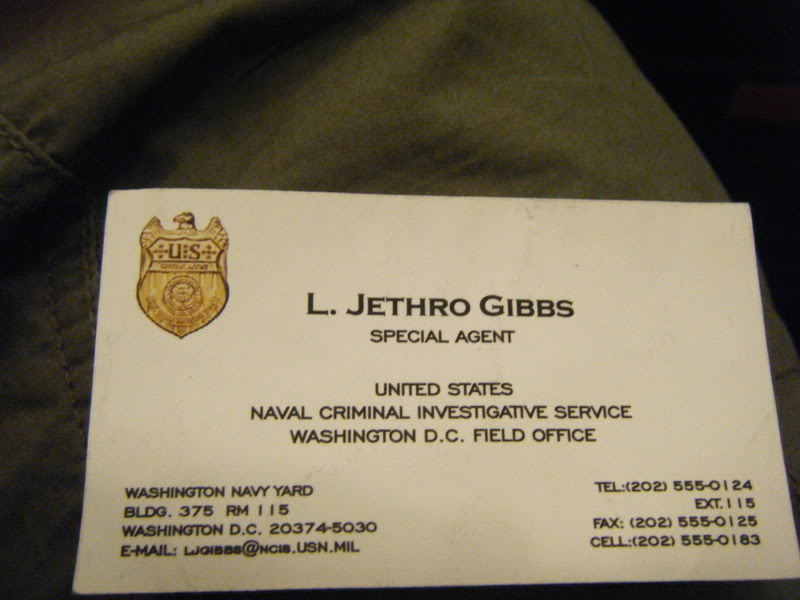 U.S
SPECIAL AGENT
L. JETHRO GIBBS
SPECIAL AGENT
UNITED STATES
NAVAL CRIMINAL INVESTIGATIVE SERVICE
WASHINGTON D.C. FIELD OFFICE
WASHINGTON NAVY YARD
BLDG. 375 RM 115
WASHINGTON D.C. 20374-5030
E-MAIL: LJGIBBS@NCIS.USN.MIL
TEL:(202) 555-0124
EXT.115
FAX: (202) 555-0125
CELL:(202) 555-0183